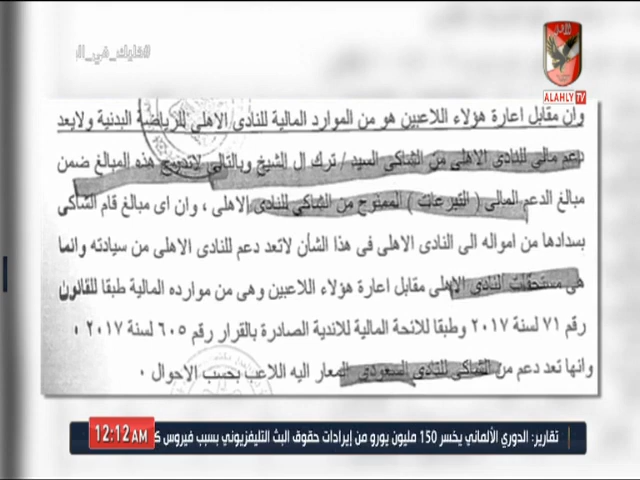 #خليك_في_ال
ALAHLY TV
وان مقابل اعارة هؤلاء اللاعبين هو من الموارد المالية للنادى الاهلى للرياضة البدنية ولايعد
دعم مالى للنادى الاهلى من الشاكى السيد / ترك ال الشيخ وبالتالى لاتندرج هذه المبالغ ضمن
مبالغ الدعم المالى ( التبرعات ) الممنوح من الشاكى للنادى الاهلى ، وان اى مبالغ قام الشاكى
بسدادها من امواله الى النادى الاهلى فى هذا الشأن لاتعد دعم للنادى الاهلى من سيادته وانما
هى مستحقات لنادى الاهلى مقابل اعارة هؤلاء اللاعبين وهى من موارده المالية طبقا للقانون
رقم ٧١ لسنة ٢٠١٧ وطبقا للائحة المالية للاندية الصادرة بالقرار رقم ٦٠٥ لسنة ٢٠١٧ ،
وانها تعد دعم من الشاكى للنادى السعودى المعار اليه اللاعب بحسب الاحوال .
تقارير: الدوري الألماني يخسر 150 مليون يورو من إيرادات حقوق البث التليفزيوني بسبب فيروس ك
12:12 AM